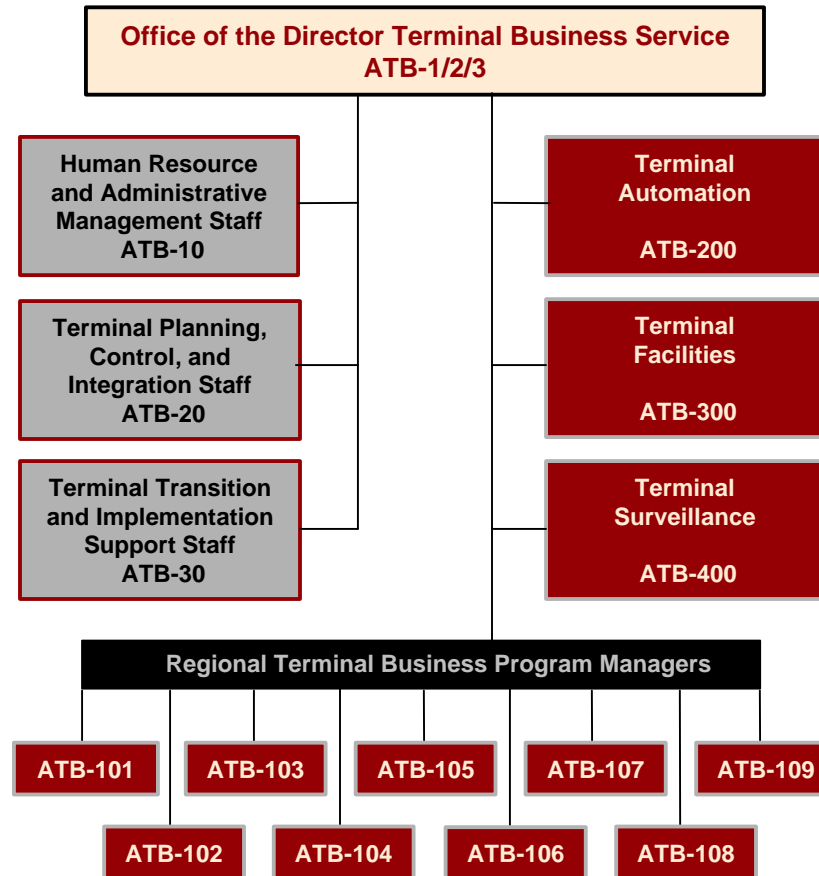 Office of the Director Terminal Business Service
ATB-1/2/3
Human Resource
and Administrative
Management Staff
ATB-10
Terminal
Automation
ATB-200
Terminal Planning,
Control, and
Integration Staff
ATB-20
Terminal
Facilities
ATB-300
Terminal Transition
and Implementation
Support Staff
ATB-30
Terminal
Surveillance
ATB-400
Regional Terminal Business Program Managers
ATB-101
ATB-103
ATB-105
ATB-107
ATB-109
ATB-102
ATB-104
ATB-106
ATB-108